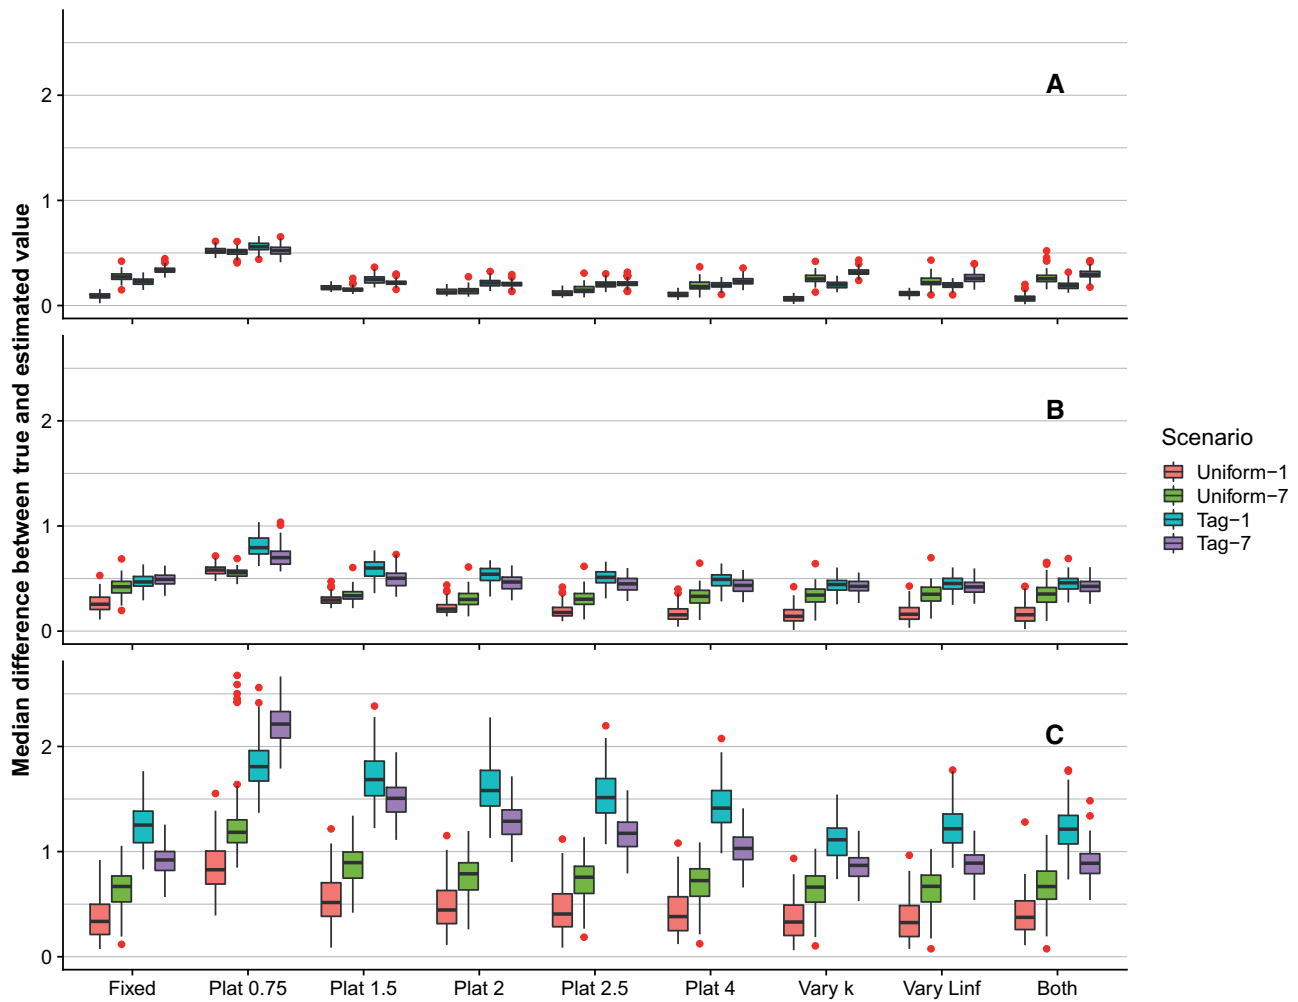 Median difference between true and estimated value
A
2
1
0
B
2
1
0
C
2
1
0
Fixed Plat 0.75 Plat 1.5 Plat 2 Plat 2.5 Plat 4 Vary k Vary Linf Both
Scenario
Uniform−1
Uniform−7
Tag−1
Tag−7